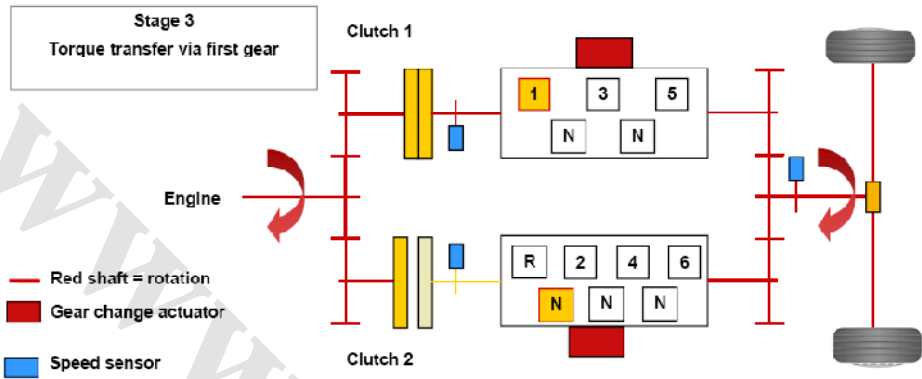 Stage 3
Torque transfer via first gear
Clutch 1
1 3 5
N N
Engine
R 2 4 6
N N N
Red shaft = rotation
Gear change actuator
Speed sensor
Clutch 2